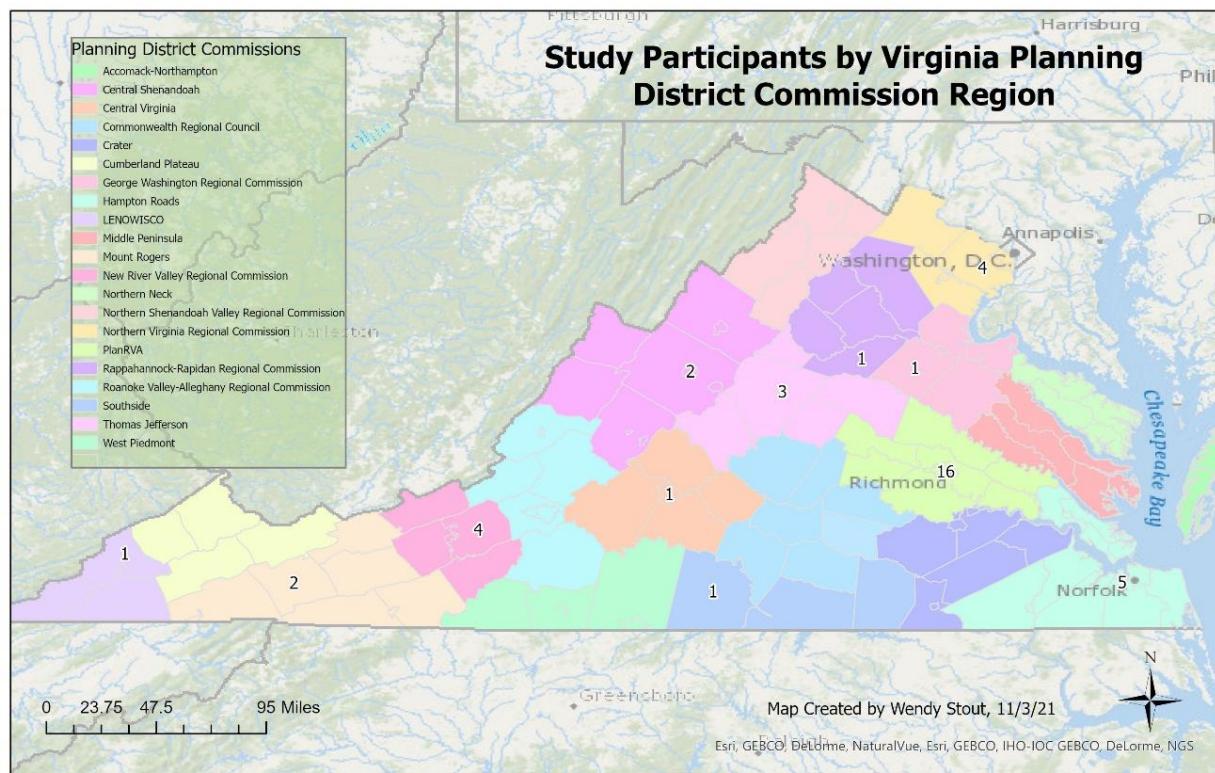 Pittsburgh
Harrisburg
Planning District Commissions
Accomack-Northampton
Central Shenandoah
Central Virginia
Commonwealth Regional Council
Crater
Cumberland Plateau
George Washington Regional Commission
Hampton Roads
LENOWISCO
Middle Peninsula
Mount Rogers
New River Valley Regional Commission
Northern Neck
Northern Shenandoah Valley Regional Commission
Northern Virginia Regional Commission
PlanRVA
Rappahannock-Rapidan Regional Commission
Roanoke Valley-Alleghany Regional Commission
Southside
Thomas Jefferson
West Piedmont
Study Participants by Virginia Planning
District Commission Region
Phil
Ohio
Annapolis
Washington, D.C.
4
1
1
2
3
Chesapeake Bay
16
Richmond
1
4
1
2
1
5
Norfolk
Greensboro
Raleigh
0 23.75 47.5 95 Miles
N
Map Created by Wendy Stout, 11/3/21
Esri, GEBCO, DeLorme, NaturalVue, Esri, GEBCO, IHO-IOC GEBCO, DeLorme, NGS